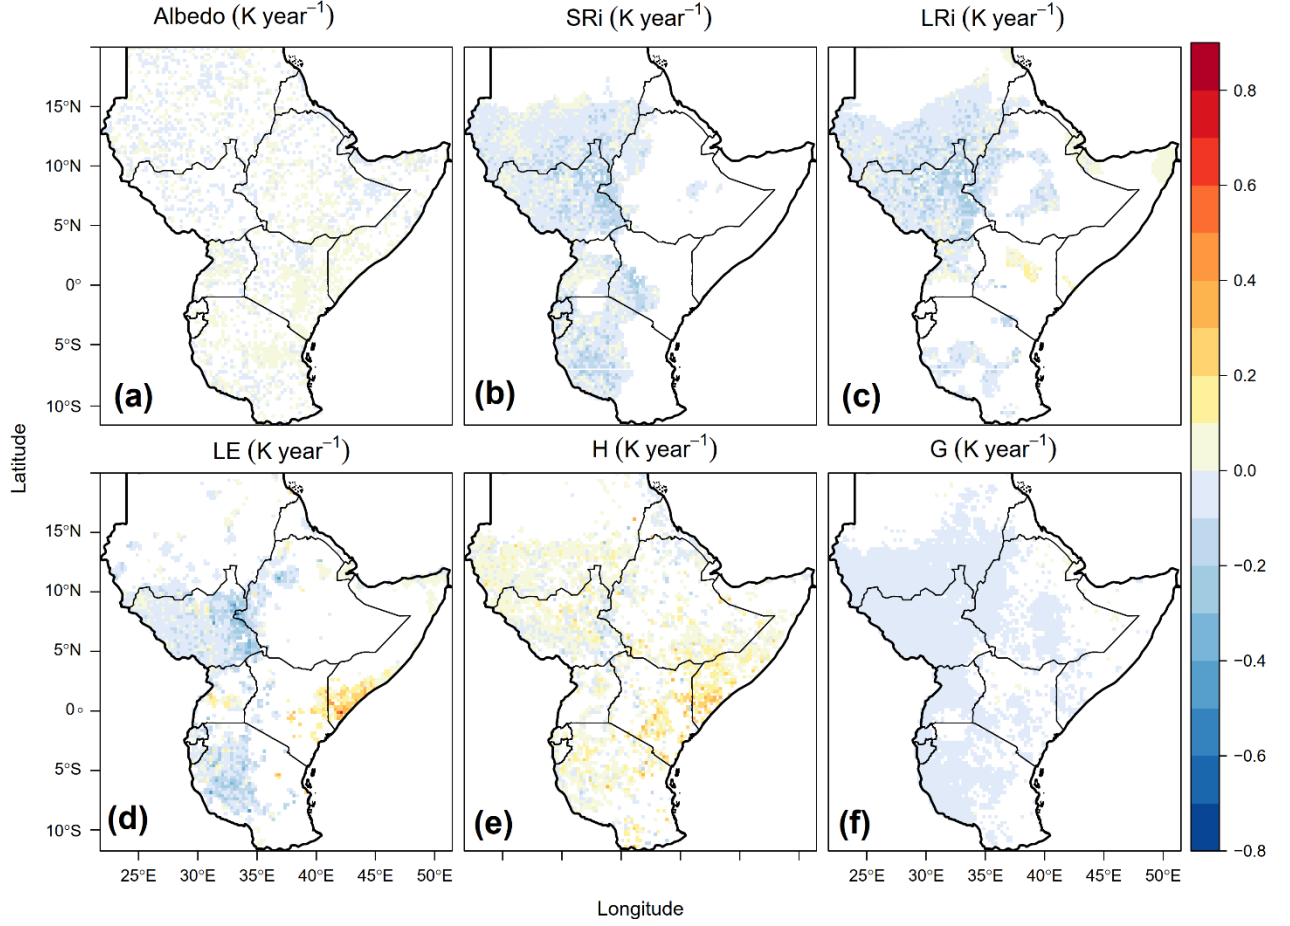 Albedo (K year⁻¹)
SRi (K year⁻¹)
LRi (K year⁻¹)
15°N
10°N
5°N
0°
5°S
10°S
(a)
(b)
(c)
0.8
0.6
0.4
0.2
0.0
−0.2
−0.4
−0.6
−0.8
Latitude
LE (K year⁻¹)
H (K year⁻¹)
G (K year⁻¹)
15°N
10°N
5°N
0°
5°S
10°S
(d)
(e)
(f)
25°E 30°E 35°E 40°E 45°E 50°E
25°E 30°E 35°E 40°E 45°E 50°E
Longitude